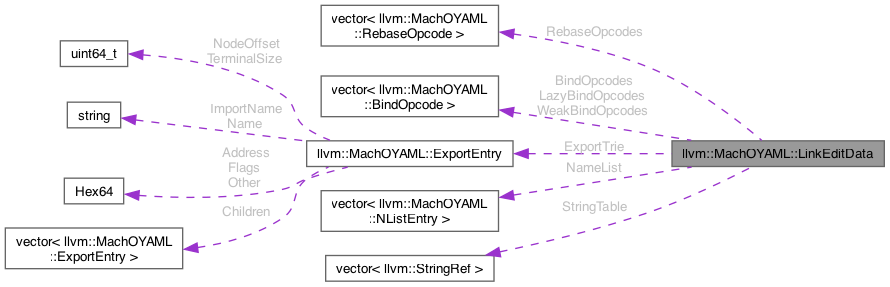 vector< llvm::MachOYAML
::RebaseOpcode >
RebaseOpcodes
NodeOffset
TerminalSize
uint64_t
vector< llvm::MachOYAML
::BindOpcode >
BindOpcodes
LazyBindOpcodes
WeakBindOpcodes
ImportName
Name
string
llvm::MachOYAML::ExportEntry
ExportTrie
llvm::MachOYAML::LinkEditData
Address
Flags
Other
Hex64
NameList
vector< llvm::MachOYAML
::NListEntry >
Children
StringTable
vector< llvm::MachOYAML
::ExportEntry >
vector< llvm::StringRef >